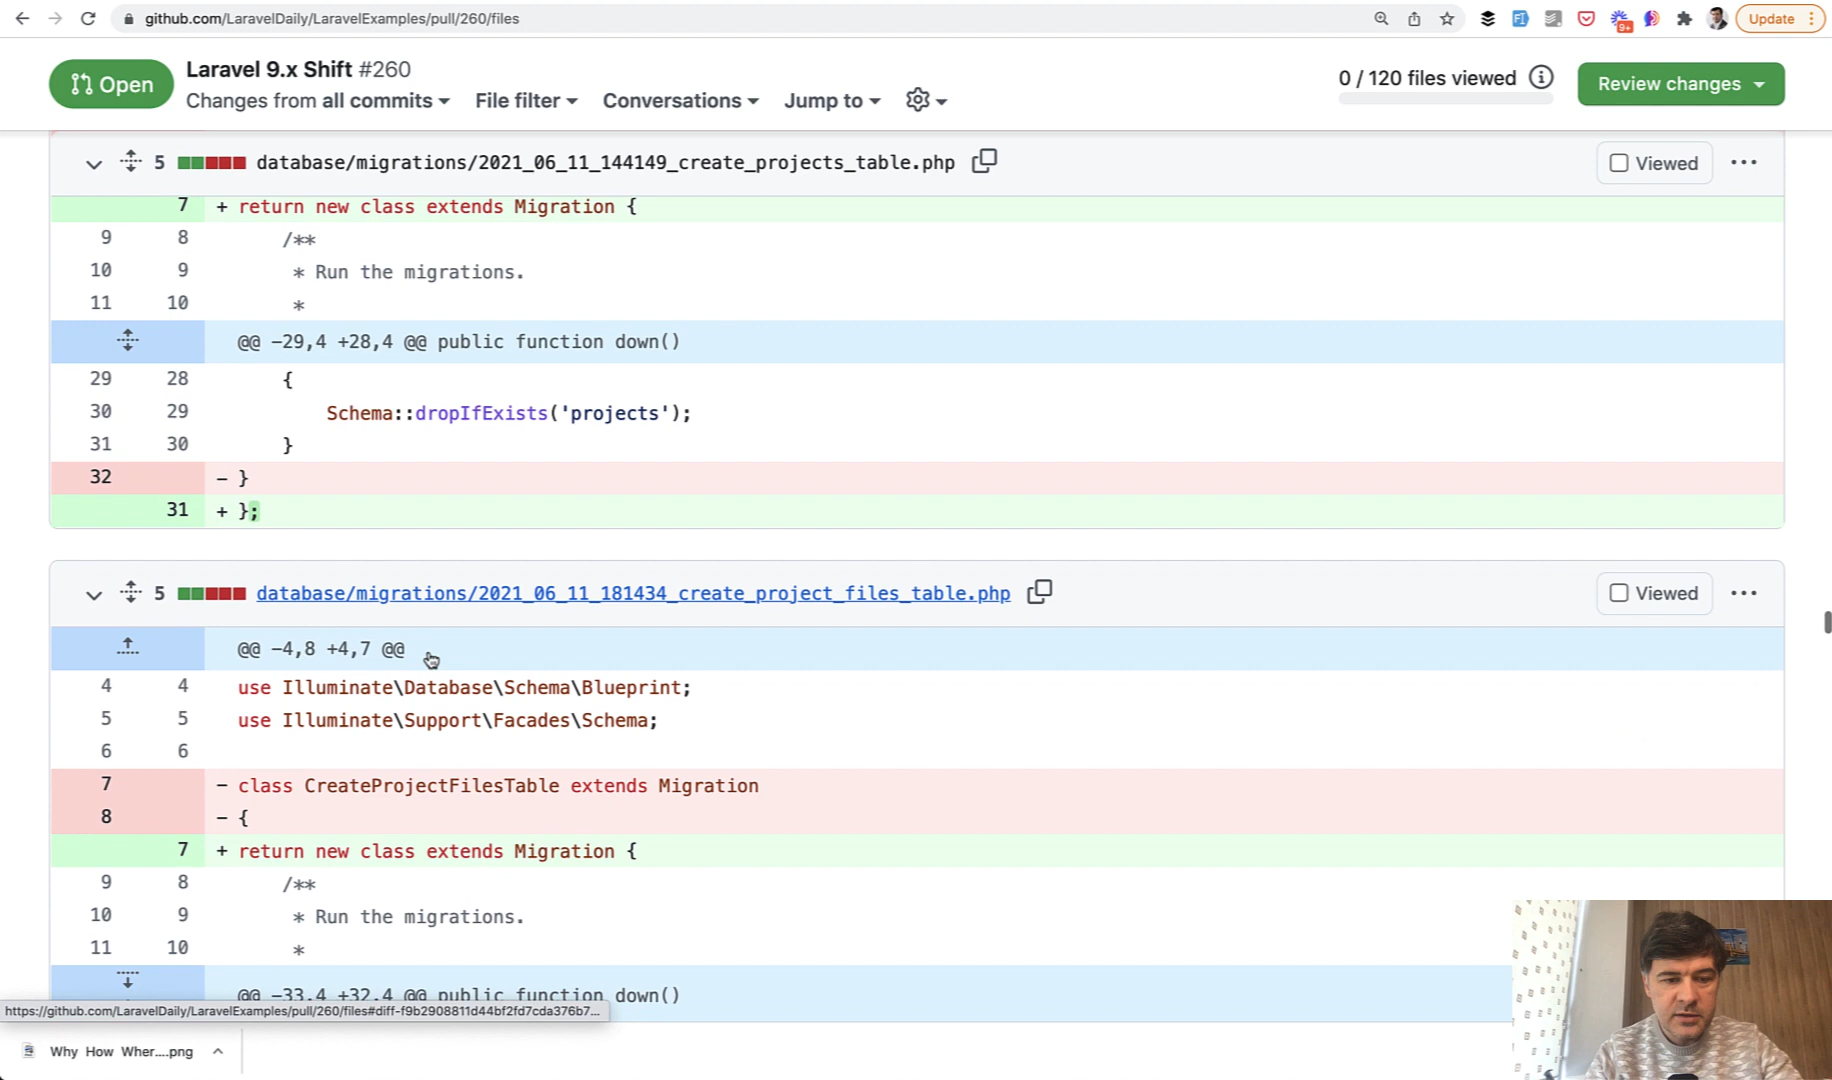 github.com/LaravelDaily/LaravelExamples/pull/260/files
9+
Update
Open
Laravel 9.x Shift #260
Changes from all commits
File filter
Conversations
Jump to
0 / 120 files viewed
Review changes
5 database/migrations/2021_06_11_144149_create_projects_table.php
Viewed
7 + return new class extends Migration {
9 8 /**
10 9 * Run the migrations.
11 10 *
@@ -29,4 +28,4 @@ public function down()
29 28 {
30 29 Schema::dropIfExists('projects');
31 30 }
32 - }
31 + };
5 database/migrations/2021_06_11_181434_create_project_files_table.php
Viewed
@@ -4,8 +4,7 @@
4 4 use Illuminate\Database\Schema\Blueprint;
5 5 use Illuminate\Support\Facades\Schema;
6 6
7 - class CreateProjectFilesTable extends Migration
8 - {
7 + return new class extends Migration {
9 8 /**
10 9 * Run the migrations.
11 10 *
@@ -33,4 +32,4 @@ public function down()
https://github.com/LaravelDaily/LaravelExamples/pull/260/files#diff-f9b2908811d44bf2fd7cda376b7...
Why How Wher....png